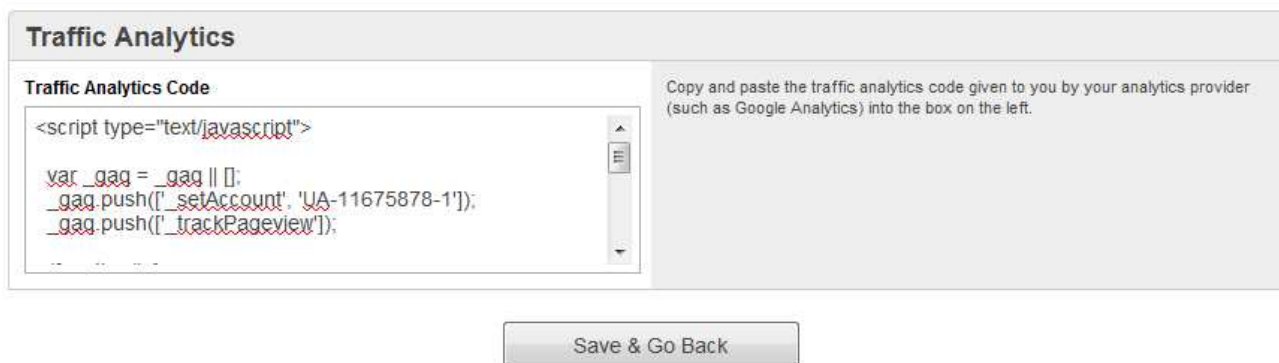 Traffic Analytics
Traffic Analytics Code
<script type="text/javascript">
var _gaq = _gaq || [];
_gaq.push(['_setAccount', 'UA-11675878-1']);
_gaq.push(['_trackPageview']);
Copy and paste the traffic analytics code given to you by your analytics provider
(such as Google Analytics) into the box on the left.
Save & Go Back